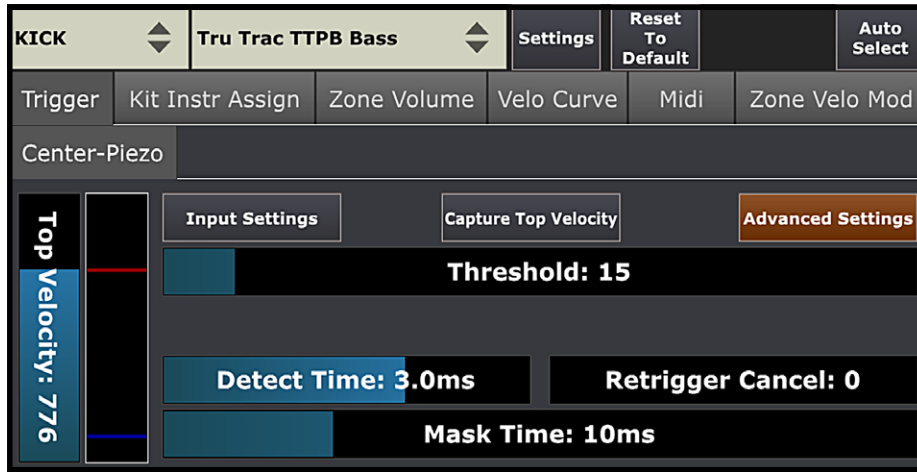 KICK
Tru Trac TTPB Bass
Settings
Reset
To
Default
Auto
Select
Trigger
Kit Instr Assign
Zone Volume
Velo Curve
Midi
Zone Velo Mod
Center-Piezo
Top Velocity: 776
Input Settings
Capture Top Velocity
Advanced Settings
Threshold: 15
Detect Time: 3.0ms
Retrigger Cancel: 0
Mask Time: 10ms